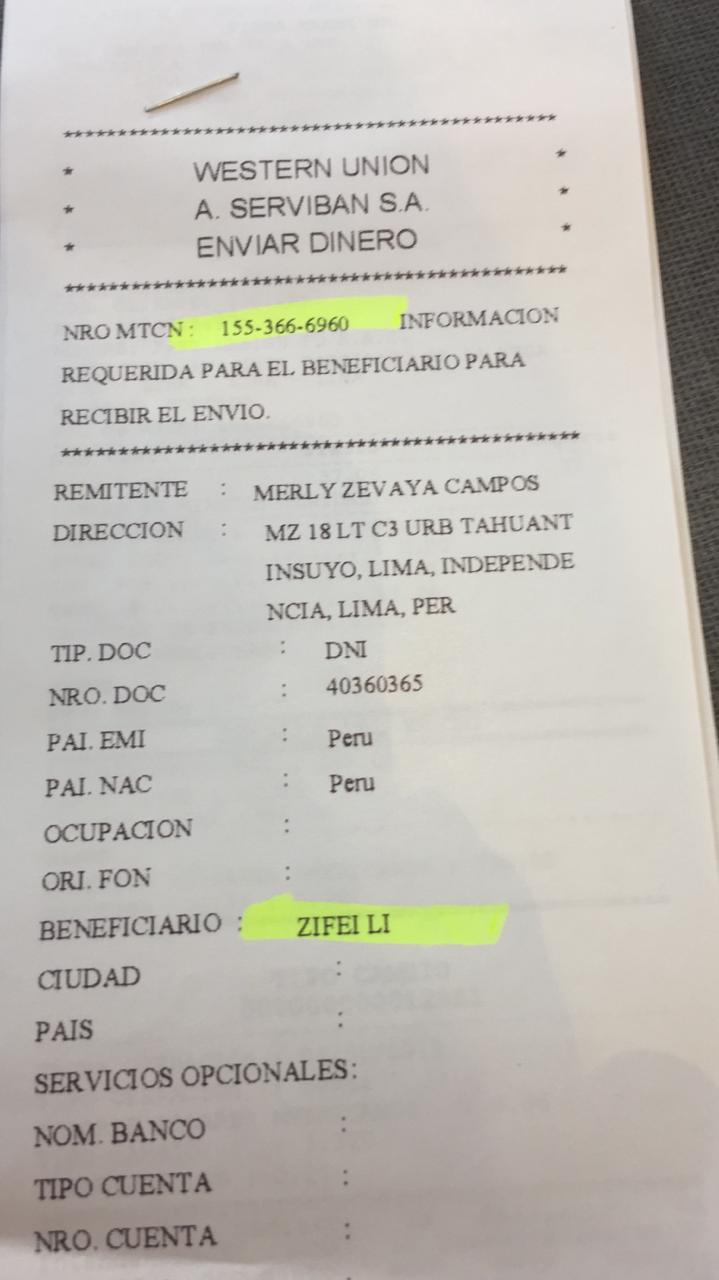 *********************************************
* WESTERN UNION *
* A. SERVIBAN S.A. *
* ENVIAR DINERO *
*********************************************
NRO MTCN : 155-366-6960 INFORMACION
REQUERIDA PARA EL BENEFICIARIO PARA
RECIBIR EL ENVIO.
*********************************************
REMITENTE : MERLY ZEVAYA CAMPOS
DIRECCION : MZ 18 LT C3 URB TAHUANT
INSUYO, LIMA, INDEPENDE
NCIA, LIMA, PER
TIP. DOC : DNI
NRO. DOC : 40360365
PAI. EMI : Peru
PAI. NAC : Peru
OCUPACION :
ORI. FON :
BENEFICIARIO : ZIFEI LI
CIUDAD :
PAIS :
SERVICIOS OPCIONALES:
NOM. BANCO :
TIPO CUENTA :
NRO. CUENTA :